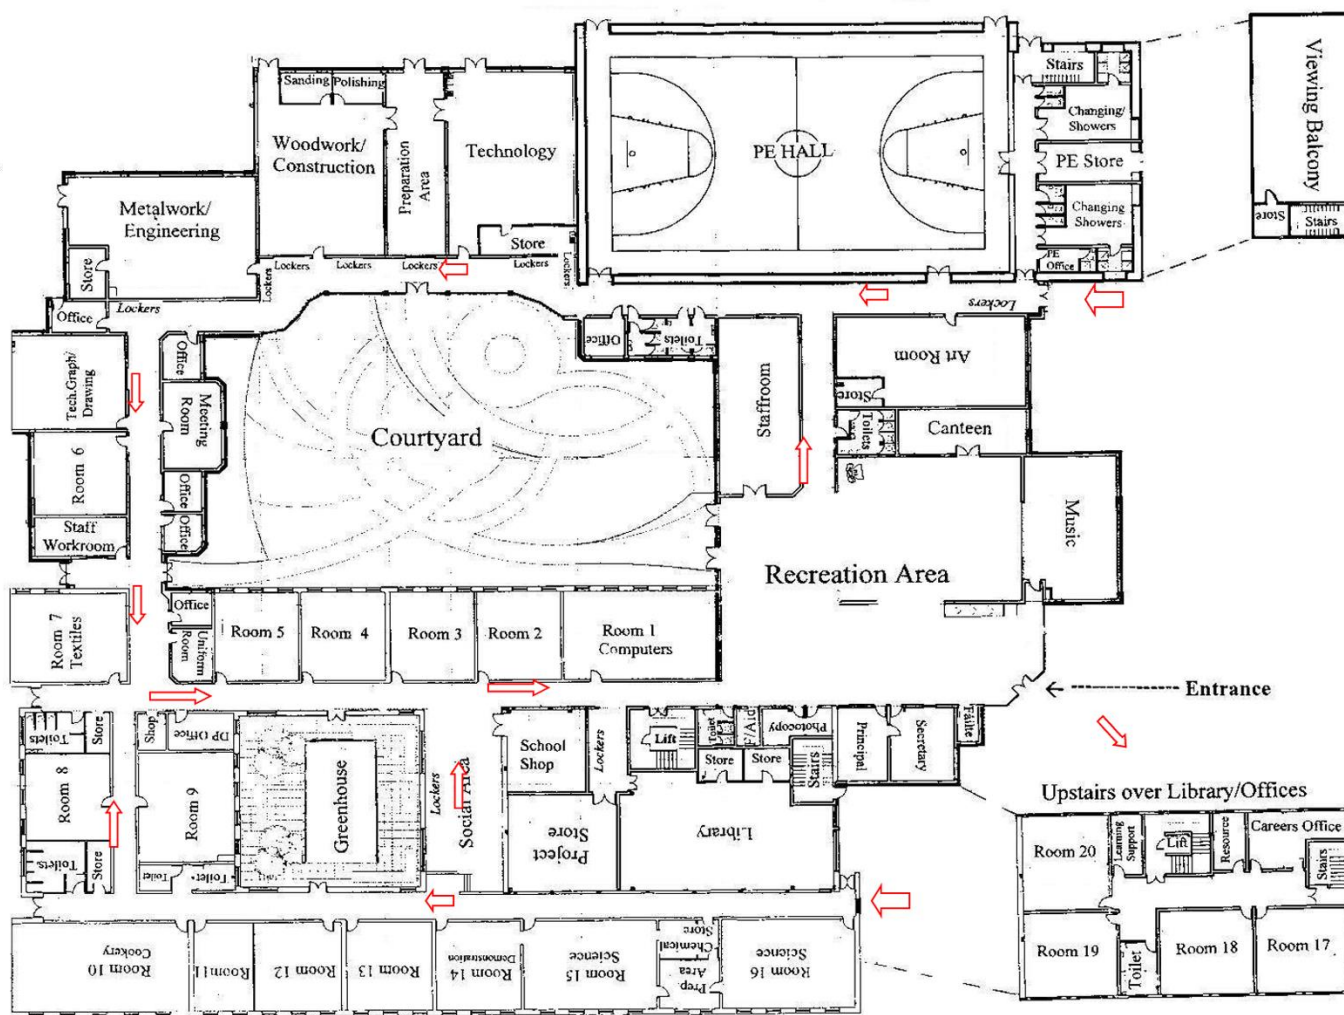 Sanding
Polishing
Woodwork/
Construction
Preparation
Area
Technology
Store
PE HALL
Stairs
Changing/
Showers
PE Store
Changing
Showers
PE
Office
Viewing Balcony
Store
Stairs
Metalwork/
Engineering
Store
Lockers
Lockers
Lockers
Lockers
Lockers
Lockers
Lockers
Lockers
Office
Tech.Graph/
Drawing
Office
Meeting
Room
Office
Office
Room 6
Staff
Workroom
Courtyard
Office
Toilets
Staffroom
Art Room
Store
Toilets
Canteen
Music
Recreation Area
Room 7
Textiles
Office
Uniform
Room
Room 5
Room 4
Room 3
Room 2
Room 1
Computers
Entrance
Toilets
Store
Shop
DP Office
Room 8
Room 9
Toilets
Store
Toilet
Toilet
Greenhouse
Lockers
Social Area
School
Shop
Lockers
Project
Store
Lift
Toilet
F/Aid
Photocopy
Store
Store
Stairs
Principal
Secretary
Failte
Library
Room 10
Cookery
Room 11
Room 12
Room 13
Room 14
Demonstration
Room 15
Science
Chemical
Store
Prep
Area
Room 16
Science
Upstairs over Library/Offices
Room 20
Learning
Support
Lift
Resource
Careers Office
Stairs
Room 19
Toilet
Room 18
Room 17